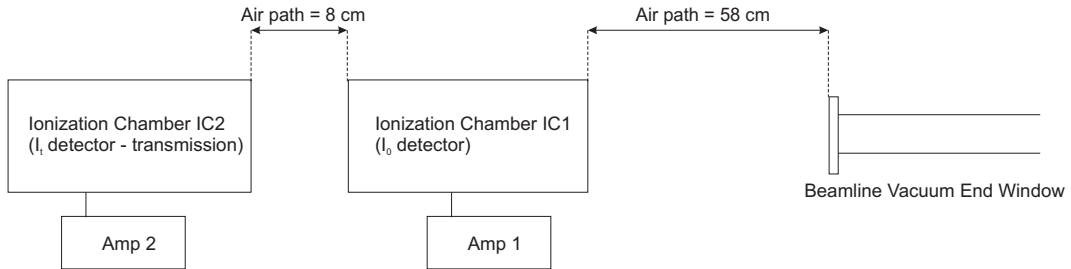 Air path = 8 cm
Air path = 58 cm
Ionization Chamber IC2
(Iₜ detector - transmission)
Ionization Chamber IC1
(I₀ detector)
Beamline Vacuum End Window
Amp 2
Amp 1